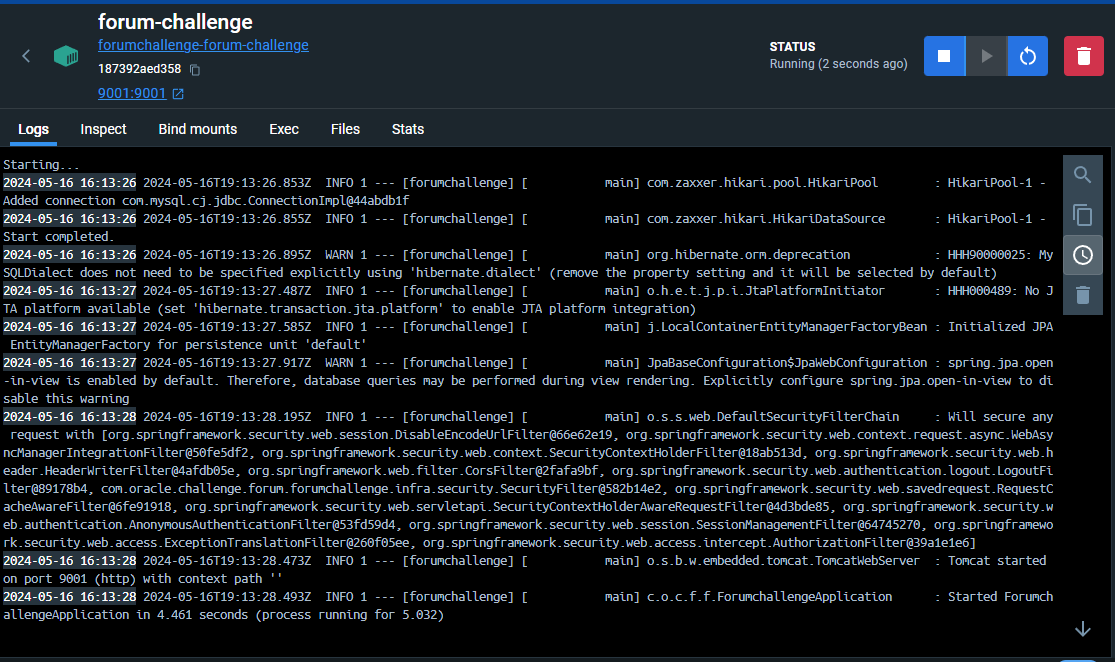 forum-challenge
forumchallenge-forum-challenge
187392aed358
9001:9001
STATUS
Running (2 seconds ago)
Logs Inspect Bind mounts Exec Files Stats
Starting...
2024-05-16 16:13:26 2024-05-16T19:13:26.853Z  INFO 1 --- [forumchallenge] [           main] com.zaxxer.hikari.pool.HikariPool        : HikariPool-1 -
Added connection com.mysql.cj.jdbc.ConnectionImpl@44abdb1f
2024-05-16 16:13:26 2024-05-16T19:13:26.855Z  INFO 1 --- [forumchallenge] [           main] com.zaxxer.hikari.HikariDataSource       : HikariPool-1 -
Start completed.
2024-05-16 16:13:26 2024-05-16T19:13:26.895Z  WARN 1 --- [forumchallenge] [           main] org.hibernate.orm.deprecation            : HHH90000025: My
SQLDialect does not need to be specified explicitly using 'hibernate.dialect' (remove the property setting and it will be selected by default)
2024-05-16 16:13:27 2024-05-16T19:13:27.487Z  INFO 1 --- [forumchallenge] [           main] o.h.e.t.j.p.i.JtaPlatformInitiator       : HHH000489: No J
TA platform available (set 'hibernate.transaction.jta.platform' to enable JTA platform integration)
2024-05-16 16:13:27 2024-05-16T19:13:27.585Z  INFO 1 --- [forumchallenge] [           main] j.LocalContainerEntityManagerFactoryBean : Initialized JPA
EntityManagerFactory for persistence unit 'default'
2024-05-16 16:13:27 2024-05-16T19:13:27.917Z  WARN 1 --- [forumchallenge] [           main] JpaBaseConfiguration$JpaWebConfiguration : spring.jpa.open
-in-view is enabled by default. Therefore, database queries may be performed during view rendering. Explicitly configure spring.jpa.open-in-view to di
sable this warning
2024-05-16 16:13:28 2024-05-16T19:13:28.195Z  INFO 1 --- [forumchallenge] [           main] o.s.s.web.DefaultSecurityFilterChain     : Will secure any
request with [org.springframework.security.web.session.DisableEncodeUrlFilter@66e62e19, org.springframework.security.web.context.request.async.WebAsy
ncManagerIntegrationFilter@50fe5df2, org.springframework.security.web.context.SecurityContextHolderFilter@18ab513d, org.springframework.security.web.h
eader.HeaderWriterFilter@4afdb05e, org.springframework.web.filter.CorsFilter@2fafa9bf, org.springframework.security.web.authentication.logout.LogoutFi
lter@89178b4, com.oracle.challenge.forum.forumchallenge.infra.security.SecurityFilter@582b14e2, org.springframework.security.web.savedrequest.RequestC
acheAwareFilter@6fe91918, org.springframework.security.web.servletapi.SecurityContextHolderAwareRequestFilter@4d3bde85, org.springframework.security.w
eb.authentication.AnonymousAuthenticationFilter@53fd59d4, org.springframework.security.web.session.SessionManagementFilter@64745270, org.springframewo
rk.security.web.access.ExceptionTranslationFilter@260f05ee, org.springframework.security.web.access.intercept.AuthorizationFilter@39a1e1e6]
2024-05-16 16:13:28 2024-05-16T19:13:28.473Z  INFO 1 --- [forumchallenge] [           main] o.s.b.w.embedded.tomcat.TomcatWebServer  : Tomcat started
on port 9001 (http) with context path ''
2024-05-16 16:13:28 2024-05-16T19:13:28.493Z  INFO 1 --- [forumchallenge] [           main] c.o.c.f.f.ForumchallengeApplication      : Started Forumch
allengeApplication in 4.461 seconds (process running for 5.032)